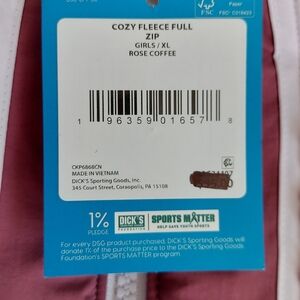 Paper
FSC
COZY FLEECE FULL
ZIP
GIRLS / XL
ROSE COFFEE
1 96359 01657 8
CKP6868CN
MADE IN VIETNAM
DICK'S Sporting Goods, Inc.
345 Court Street, Coraopolis, PA 15108
1% PLEDGE
DICK'S FOUNDATION
SPORTS MATTER
HELP SAVE YOUTH SPORTS
For every DSG product purchased, DICK'S Sporting Goods will
donate 1% of the purchase price to the DICK'S Sporting Goods
Foundation's SPORTS MATTER program.